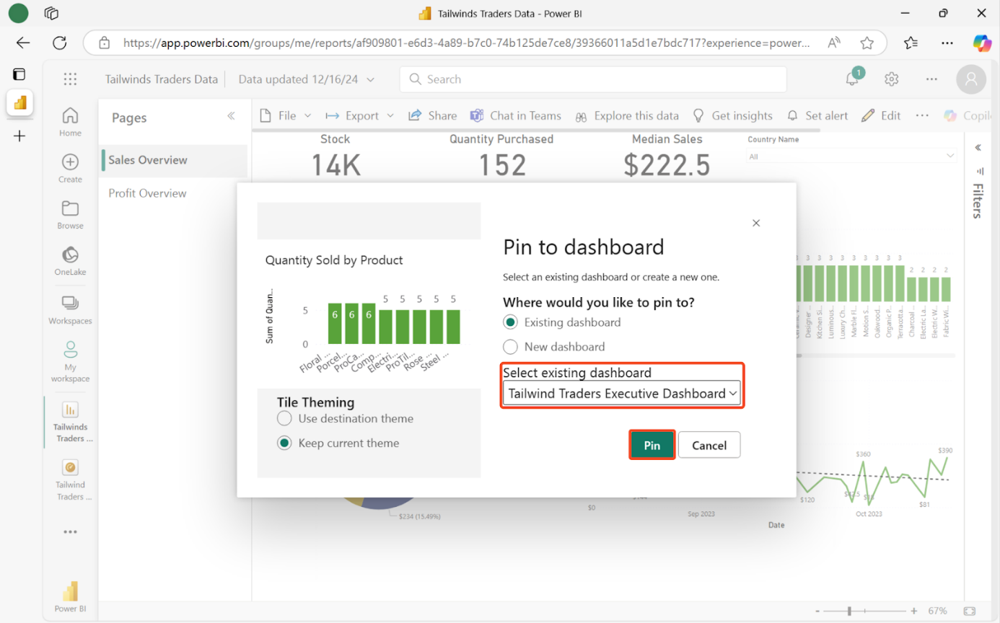 Tailwinds Traders Data - Power BI
https://app.powerbi.com/groups/me/reports/af909801-e6d3-4a89-b7c0-74b125de7ce8/39366011a5d1e7bdc717?experience=power...
Tailwinds Traders Data
Data updated 12/16/24
Search
1
Home
Create
Browse
OneLake
Workspaces
My
workspace
Tailwinds
Traders ...
Tailwind
Traders ...
Power BI
Pages
Sales Overview
Profit Overview
File
Export
Share
Chat in Teams
Explore this data
Get insights
Set alert
Edit
Stock
14K
Quantity Purchased
152
Median Sales
$222.5
Country Name
All
Filters
Quantity Sold by Product
Sum of Quan...
5
0
6 6 6 5 5 5 5 5
Floral ...
Porcel...
ProCa...
Comp...
Electri...
ProTil...
Rose ...
Steel ...
Tile Theming
Use destination theme
Keep current theme
Pin to dashboard
Select an existing dashboard or create a new one.
Where would you like to pin to?
Existing dashboard
New dashboard
Select existing dashboard
Tailwind Traders Executive Dashboard
Pin
Cancel
3 3 3 3 3 3 3 3 3 2 2 2 2
Designer ...
Kitchen Si...
Luminous...
Luxury Ch...
Marble Fl...
Motion S...
Oakwood...
Organic P...
Terracotta...
Charcoal ...
Electric La...
Electric W...
Fabric Wi...
$360
$390
$120
$81
$234 (15.49%)
$0
Sep 2023
Oct 2023
Date
67%